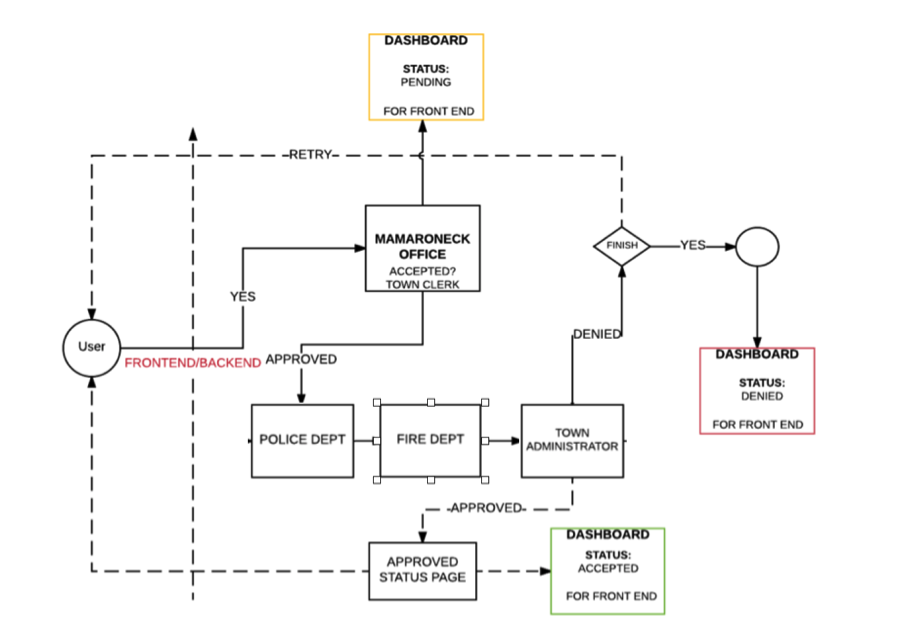 DASHBOARD
STATUS:
PENDING
FOR FRONT END
RETRY
MAMARONECK
OFFICE
ACCEPTED?
TOWN CLERK
FINISH
YES
YES
User
FRONTEND/BACKEND
APPROVED
DENIED
DASHBOARD
STATUS:
DENIED
FOR FRONT END
POLICE DEPT
FIRE DEPT
TOWN
ADMINISTRATOR
APPROVED
APPROVED
STATUS PAGE
DASHBOARD
STATUS:
ACCEPTED
FOR FRONT END